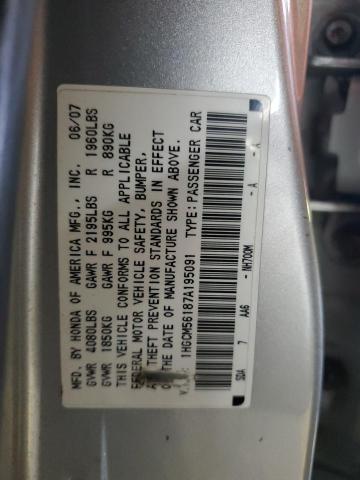 MFD. BY HONDA OF AMERICA MFG., INC. 06/07
GVWR 4080LBS GAWR F 2195LBS R 1960LBS
GVWR 1850KG GAWR F 995KG R 890KG
THIS VEHICLE CONFORMS TO ALL APPLICABLE
FEDERAL MOTOR VEHICLE SAFETY, BUMPER,
AND THEFT PREVENTION STANDARDS IN EFFECT
ON THE DATE OF MANUFACTURE SHOWN ABOVE.
1HGCM56187A195091 TYPE: PASSENGER CAR
SDA 7 AA6 -NH700M -A -A